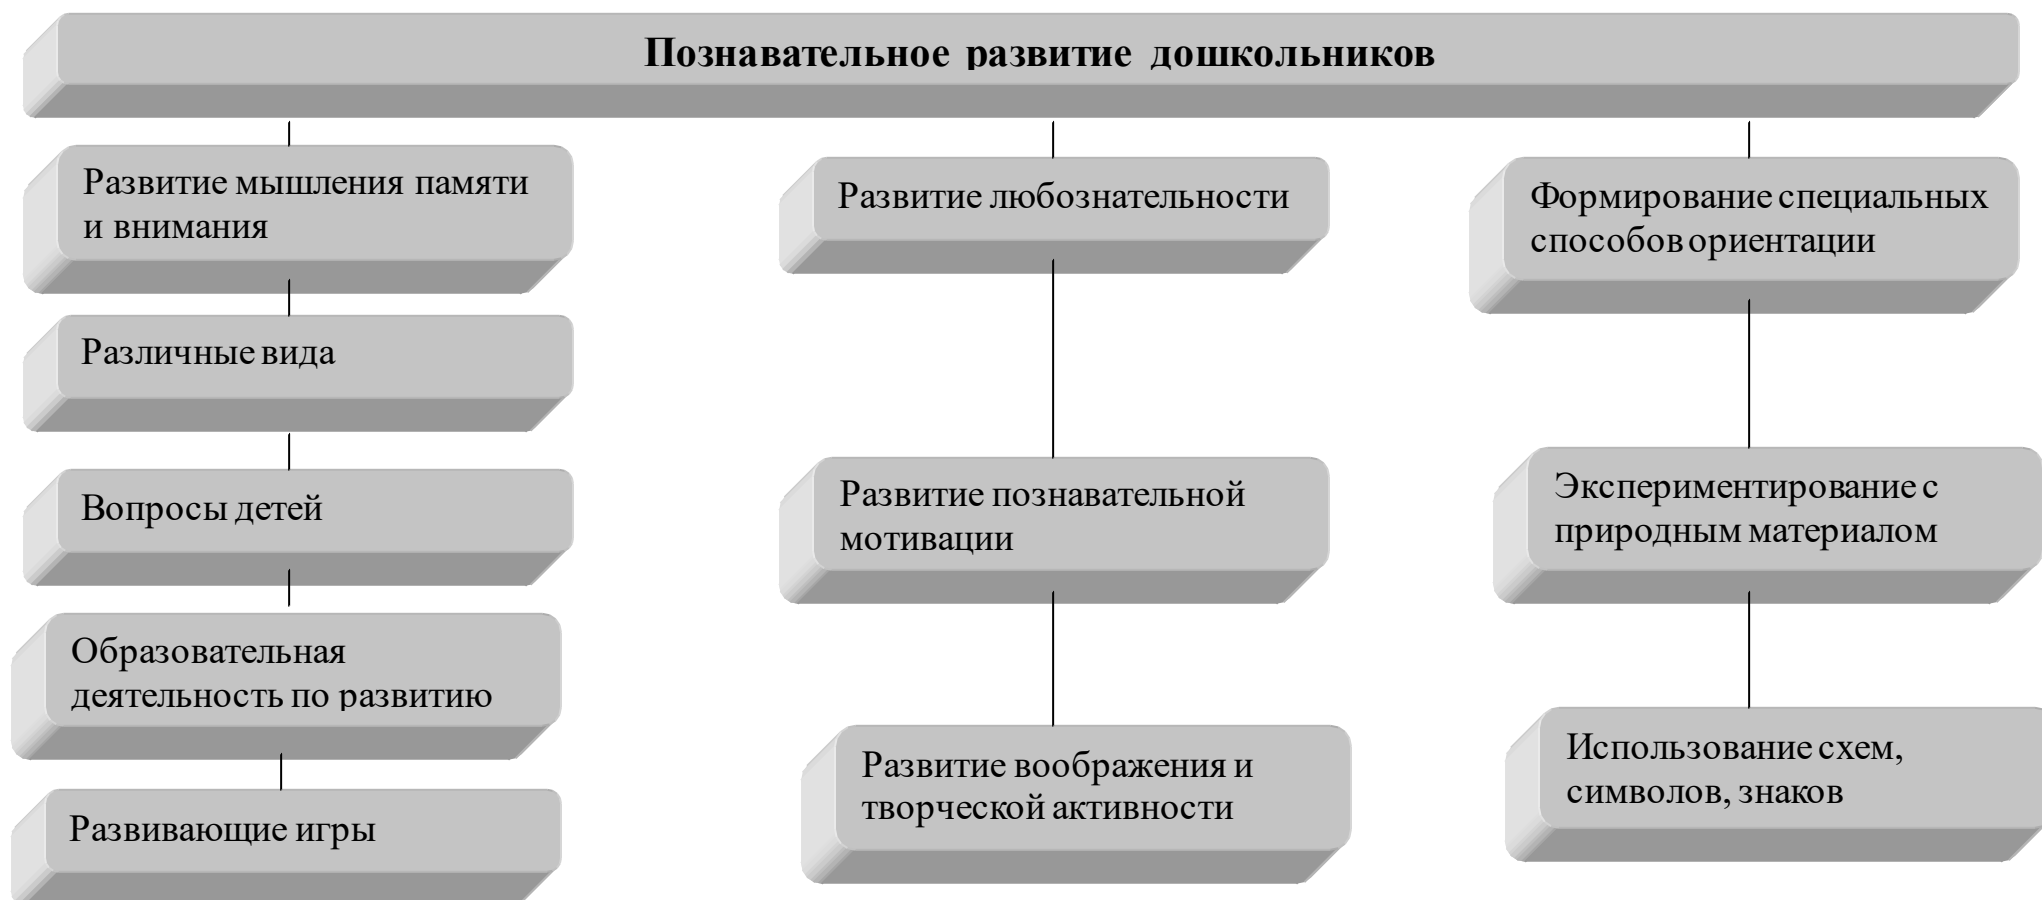 Познавательное развитие дошкольников
Развитие мышления памяти
и внимания
Различные вида
Вопросы детей
Образовательная
деятельность по развитию
Развивающие игры
Развитие любознательности
Развитие познавательной
мотивации
Развитие воображения и
творческой активности
Формирование специальных
способов ориентации
Экспериментирование с
природным материалом
Использование схем,
символов, знаков